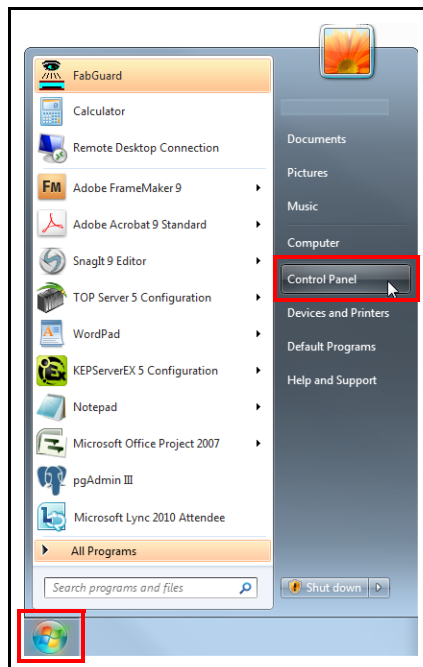 FabGuard
Calculator
Remote Desktop Connection
FM Adobe FrameMaker 9
Adobe Acrobat 9 Standard
SnagIt 9 Editor
TOP Server 5 Configuration
WordPad
KEPServerEX 5 Configuration
Notepad
Microsoft Office Project 2007
pgAdmin III
Microsoft Lync 2010 Attendee
All Programs
Search programs and files
Documents
Pictures
Music
Computer
Control Panel
Devices and Printers
Default Programs
Help and Support
Shut down